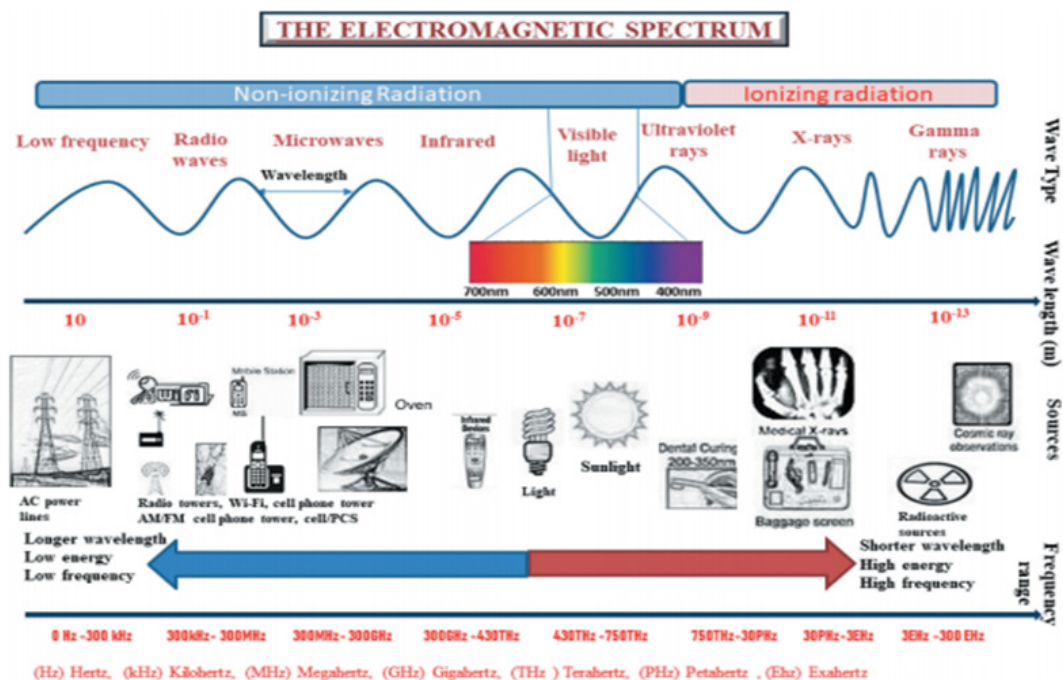 THE ELECTROMAGNETIC SPECTRUM
Non-ionizing Radiation
Ionizing radiation
Low frequency
Radio
waves
Microwaves
Infrared
Visible
light
Ultraviolet
rays
X-rays
Gamma
rays
Wave Type
Wavelength
700nm 600nm 500nm 400nm
Wave length (m)
10 10⁻¹ 10⁻³ 10⁻⁵ 10⁻⁷ 10⁻⁹ 10⁻¹¹ 10⁻¹³
Sources
WiFi
Mobile Station
MS
Oven
Infrared
Devices
Light
Sunlight
Dental Curing
200-350nm
Medical X-rays
Baggage screen
Cosmic ray
observations
Radioactive
sources
AC power
lines
Radio towers, Wi-Fi, cell phone tower
AM/FM cell phone tower, cell/PCS
Longer wavelength
Low energy
Low frequency
Shorter wavelength
High energy
High frequency
Frequency
range
0 Hz -300 kHz 300kHz- 300MHz 300MHz- 300GHz 300GHz -430THz 430THz -750THz 750THz-30PHz 30PHz-3EHz 3EHz-300 EHz
(Hz) Hertz, (kHz) Kilohertz, (MHz) Megahertz, (GHz) Gigahertz, (THz ) Terahertz, (PHz) Petahertz , (Ehz) Exahertz